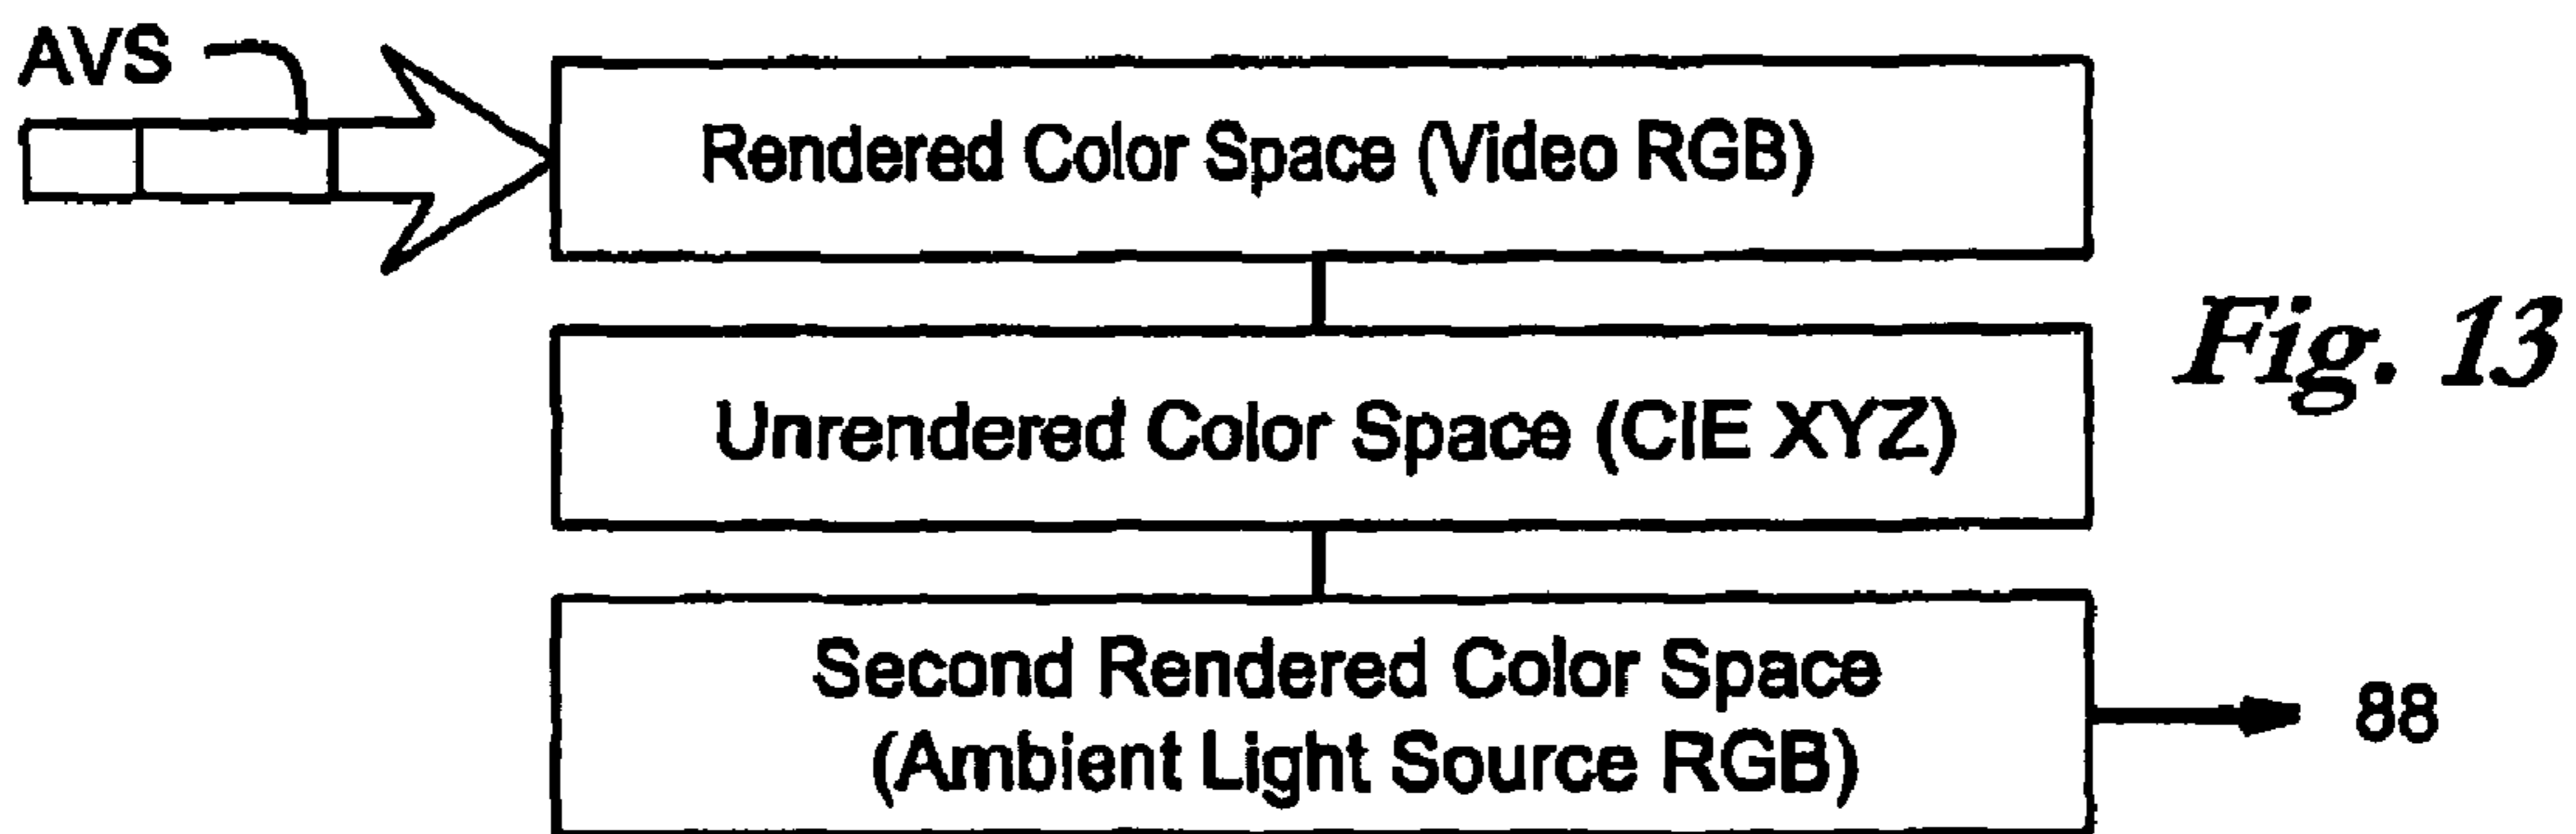 AVS
Rendered Color Space (Video RGB)
Unrendered Color Space (CIE XYZ)
Fig. 13
Second Rendered Color Space
(Ambient Light Source RGB)
88